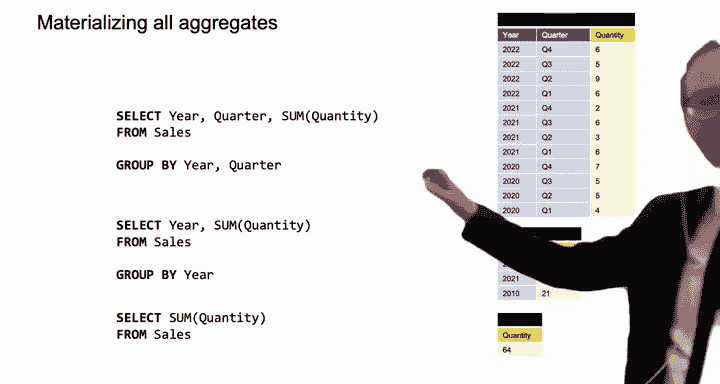 Materializing all aggregates
SELECT Year, Quarter, SUM(Quantity)
FROM Sales
GROUP BY Year, Quarter
SELECT Year, SUM(Quantity)
FROM Sales
GROUP BY Year
SELECT SUM(Quantity)
FROM Sales
Year Quarter Quantity
2022 Q4 6
2022 Q3 5
2022 Q2 9
2022 Q1 6
2021 Q4 2
2021 Q3 6
2021 Q2 3
2021 Q1 6
2020 Q4 7
2020 Q3 5
2020 Q2 5
2020 Q1 4
2021
2010 21
Quantity
64